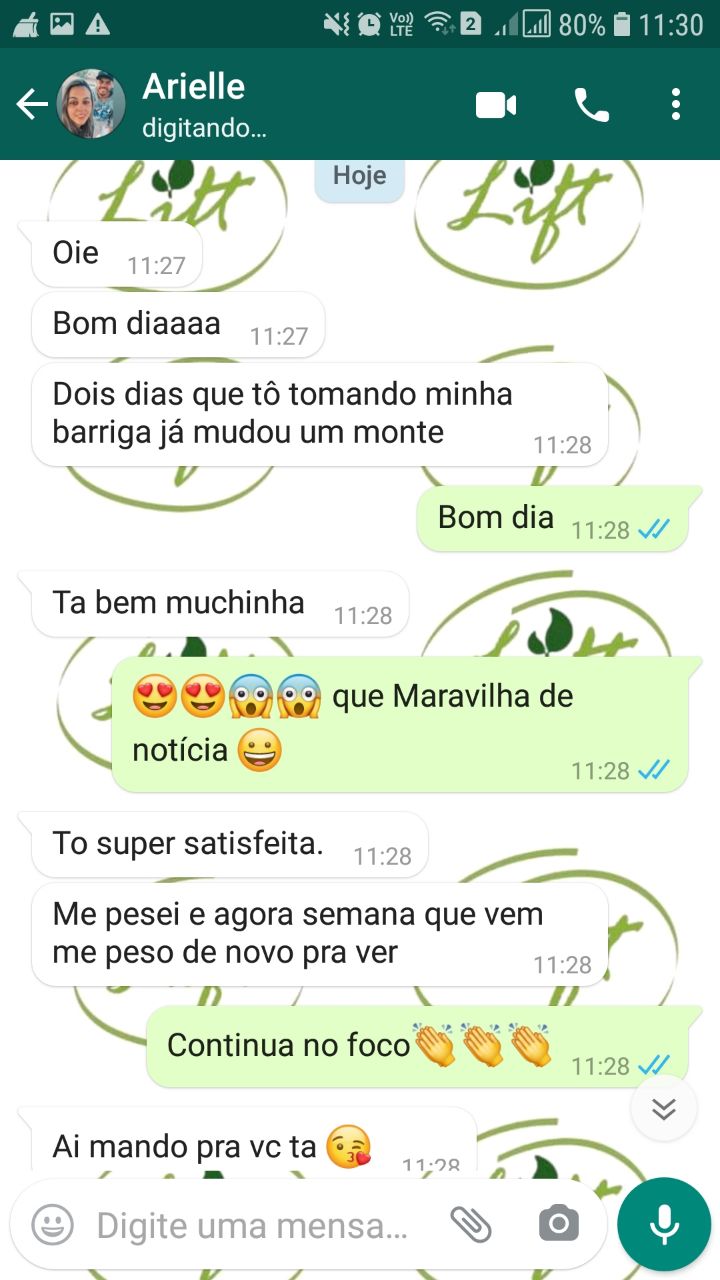 Vo))
LTE
2
80%
11:30
Arielle
digitando...
Hoje
Lift
Lift
Oie 11:27
Bom diaaaa 11:27
Dois dias que tô tomando minha
barriga já mudou um monte 11:28
Bom dia 11:28
Ta bem muchinha 11:28
Lift
😍😍😱😱 que Maravilha de
notícia 😀 11:28
To super satisfeita. 11:28
Me pesei e agora semana que vem
me peso de novo pra ver 11:28
Continua no foco👏👏👏 11:28
Ai mando pra vc ta 😘 11:28
Digite uma mensa...